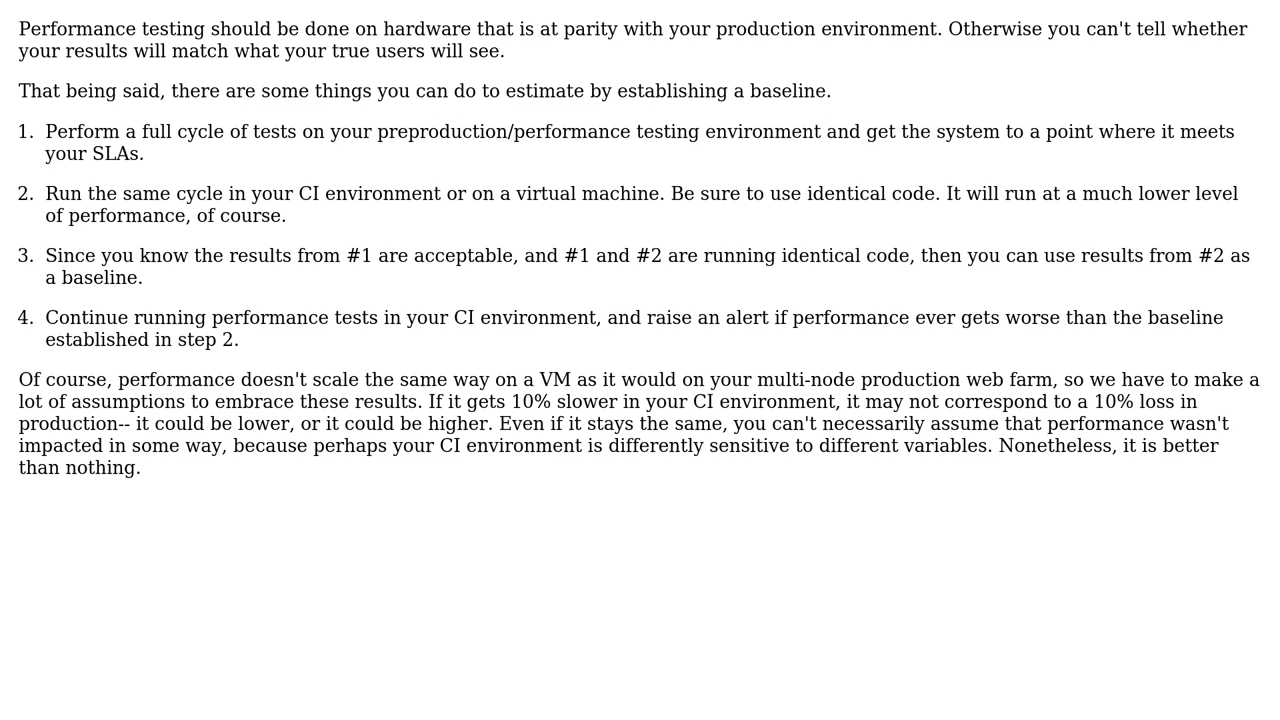 Performance testing should be done on hardware that is at parity with your production environment. Otherwise you can't tell whether
your results will match what your true users will see.
That being said, there are some things you can do to estimate by establishing a baseline.
1. Perform a full cycle of tests on your preproduction/performance testing environment and get the system to a point where it meets
your SLAs.
2. Run the same cycle in your CI environment or on a virtual machine. Be sure to use identical code. It will run at a much lower level
of performance, of course.
3. Since you know the results from #1 are acceptable, and #1 and #2 are running identical code, then you can use results from #2 as
a baseline.
4. Continue running performance tests in your CI environment, and raise an alert if performance ever gets worse than the baseline
established in step 2.
Of course, performance doesn't scale the same way on a VM as it would on your multi-node production web farm, so we have to make a
lot of assumptions to embrace these results. If it gets 10% slower in your CI environment, it may not correspond to a 10% loss in
production-- it could be lower, or it could be higher. Even if it stays the same, you can't necessarily assume that performance wasn't
impacted in some way, because perhaps your CI environment is differently sensitive to different variables. Nonetheless, it is better
than nothing.